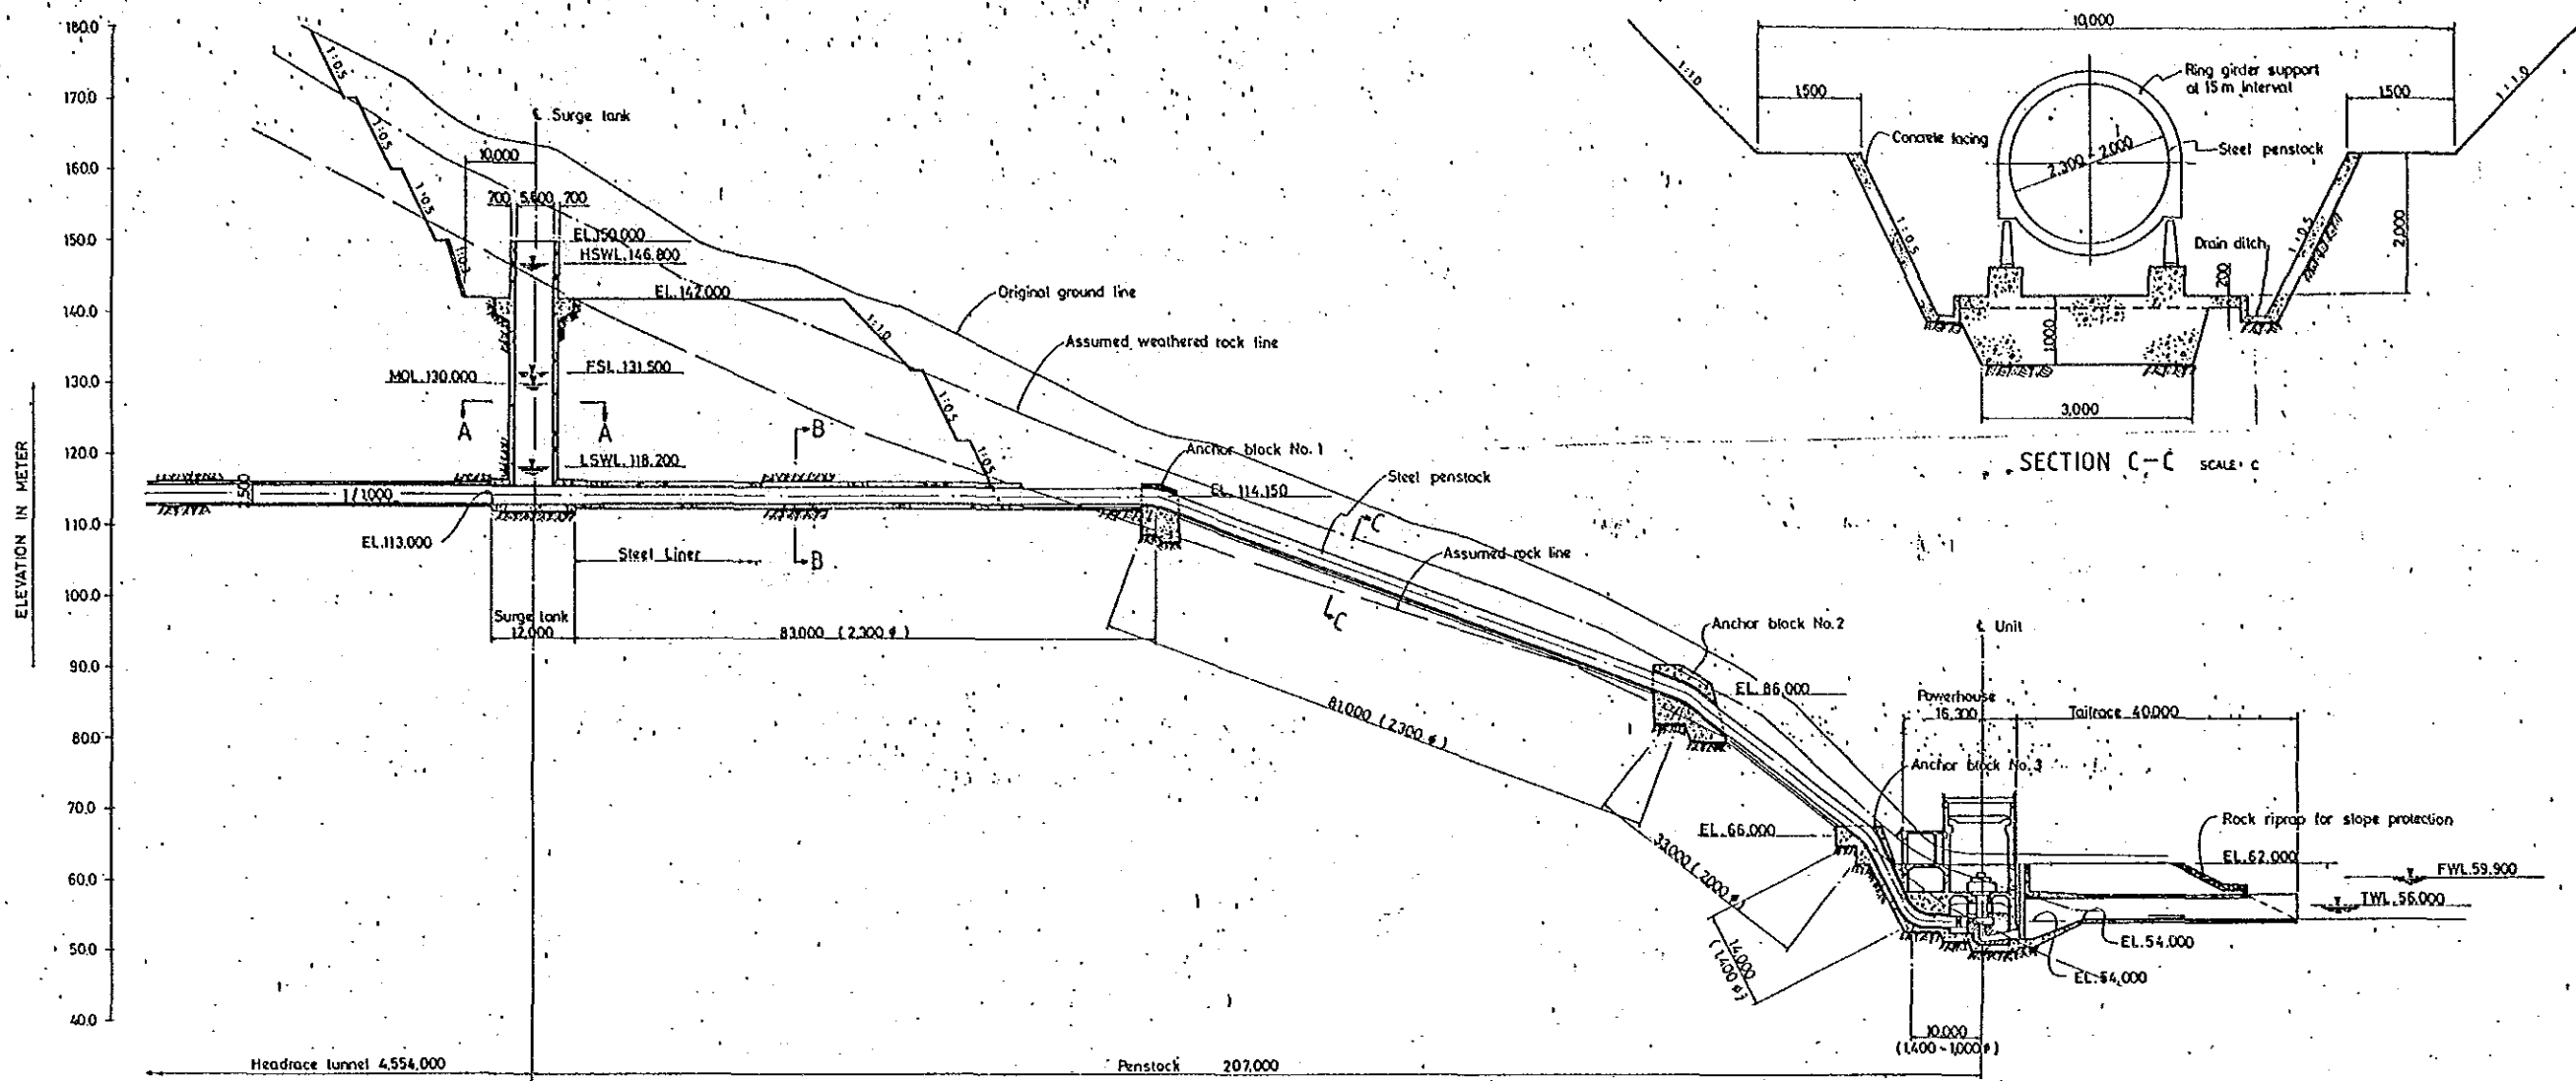 180.0
170.0
160.0
150.0
140.0
130.0
120.0
110.0
100.0
90.0
80.0
70.0
60.0
50.0
40.0
ELEVATION IN METER
1:0.5
1:0.5
1:0.5
℄ Surge tank
10,000
700 5,600 700
EL.150.000
HSWL.146.800
EL.142.000
MOL.130.000
FSL.131.500
LSWL.118.200
A A
B
B
1/1,000
EL.113.000
Steel Liner
Surge tank
12,000
83,000 (2,300 ϕ)
1:1.0
1:0.5
1:0.5
Original ground line
Assumed weathered rock line
Anchor block No.1
EL.114.150
Steel penstock
C
C
Assumed rock line
81,000 (2,300 ϕ)
Anchor block No.2
EL.86.000
33,000 (2,000 ϕ)
EL.66.000
14,000
(1,400 ϕ)
℄ Unit
Powerhouse
16,300
Tailrace 40,000
Anchor block No.3
Rock riprap for slope protection
EL.62.000
FWL.59.900
TWL.56.000
EL.54.000
EL.54,000
10,000
(1,400~1,000 ϕ)
Headrace tunnel 4,554,000
Penstock 207,000
10,000
1:1.0
1:1.0
1,500
1,500
Ring girder support
at 15 m interval
Concrete facing
2,300 ~ 2,000
Steel penstock
1:0.5
1:0.5
Drain ditch
200
2,000
1,000
3,000
SECTION C-C SCALE: C